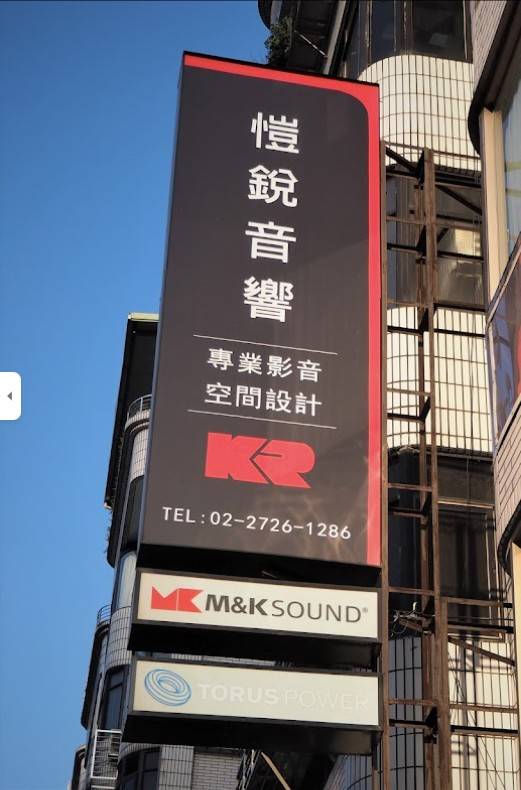 愷銳音響
專業影音
空間設計
KR
TEL:02-2726-1286
MK M&K SOUND®
TORUS POWER